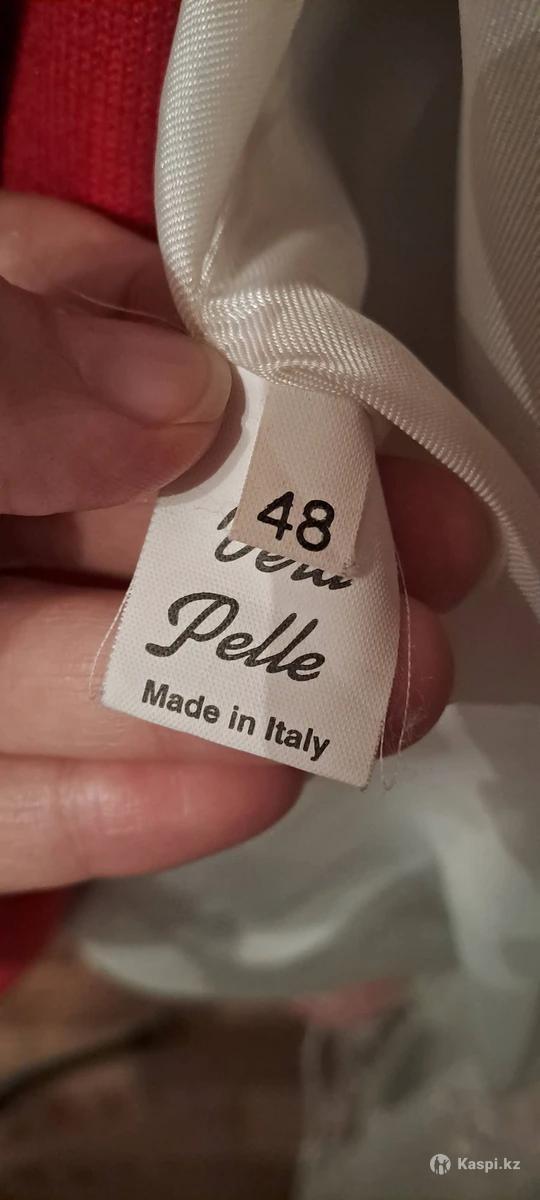 48
Pelle
Made in Italy
Kaspi.kz